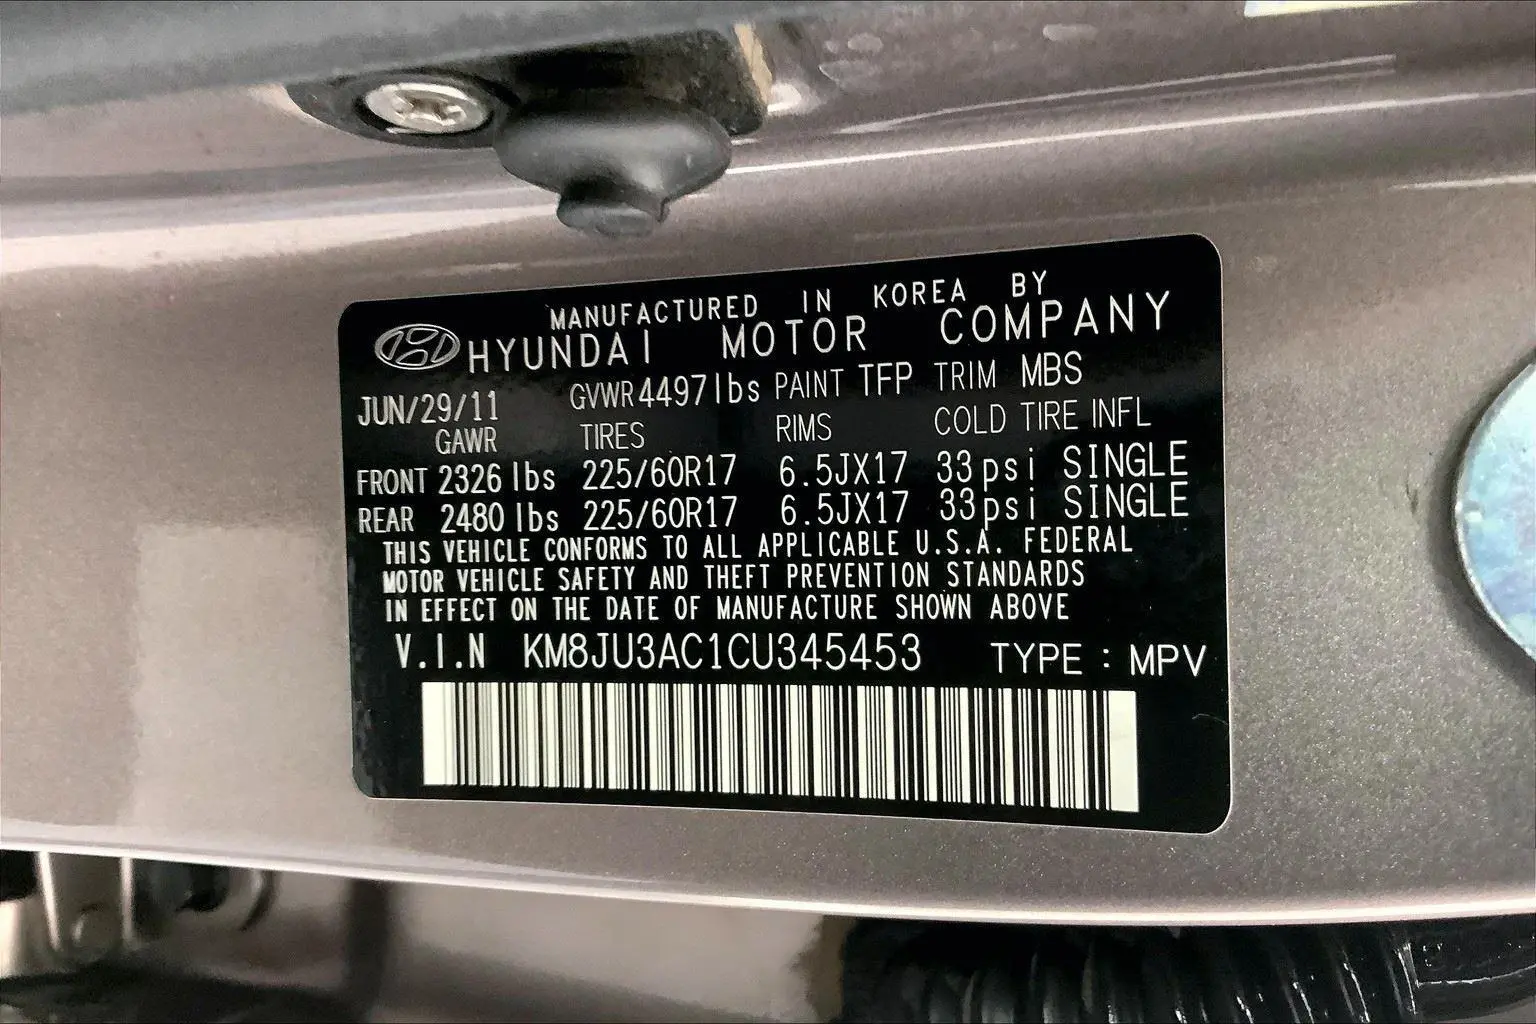 MANUFACTURED IN KOREA BY
HYUNDAI MOTOR COMPANY
JUN/29/11 GVWR 4497lbs PAINT TFP TRIM MBS
GAWR TIRES RIMS COLD TIRE INFL
FRONT 2326 lbs 225/60R17 6.5JX17 33psi SINGLE
REAR 2480 lbs 225/60R17 6.5JX17 33psi SINGLE
THIS VEHICLE CONFORMS TO ALL APPLICABLE U.S.A. FEDERAL
MOTOR VEHICLE SAFETY AND THEFT PREVENTION STANDARDS
IN EFFECT ON THE DATE OF MANUFACTURE SHOWN ABOVE
V.I.N KM8JU3AC1CU345453 TYPE : MPV